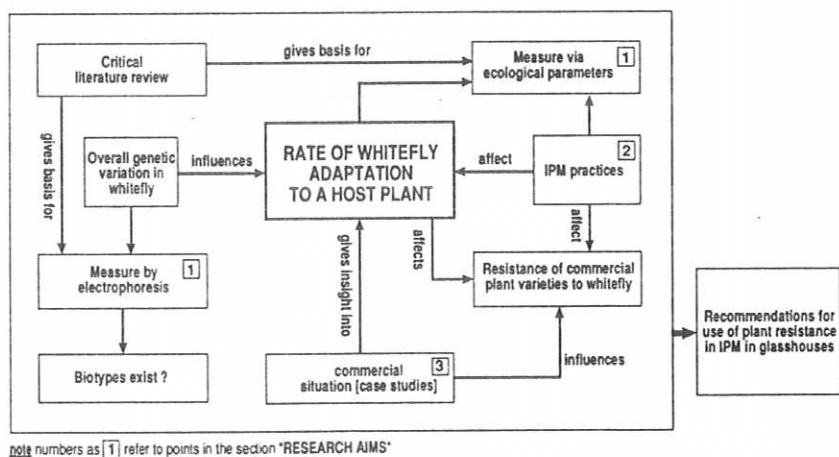 Critical
literature review
gives basis for
Measure via
ecological parameters
1
gives basis for
Overall genetic
variation in
whitefly
influences
RATE OF WHITEFLY
ADAPTATION
TO A HOST PLANT
affect
IPM practices
2
affect
Measure by
electrophoresis
1
gives insight into
affects
Resistance of commercial
plant varieties to whitefly
Recommendations for
use of plant resistance
in IPM in glasshouses
Biotypes exist ?
commercial
situation [case studies]
3
influences
note numbers as 1 refer to points in the section "RESEARCH AIMS"